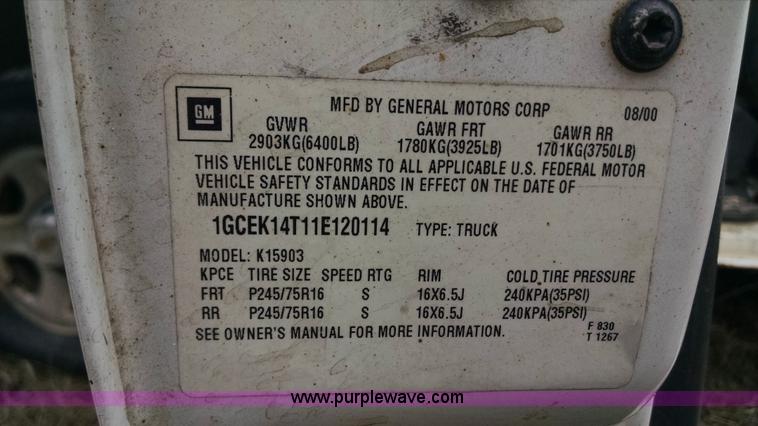 GM
MFD BY GENERAL MOTORS CORP 08/00
GVWR GAWR FRT GAWR RR
2903KG(6400LB) 1780KG(3925LB) 1701KG(3750LB)
THIS VEHICLE CONFORMS TO ALL APPLICABLE U.S. FEDERAL MOTOR
VEHICLE SAFETY STANDARDS IN EFFECT ON THE DATE OF
MANUFACTURE SHOWN ABOVE.
1GCEK14T11E120114 TYPE: TRUCK
MODEL: K15903
KPCE TIRE SIZE SPEED RTG RIM COLD TIRE PRESSURE
FRT P245/75R16 S 16X6.5J 240KPA(35PSI)
RR P245/75R16 S 16X6.5J 240KPA(35PSI)
SEE OWNER'S MANUAL FOR MORE INFORMATION.
F 830
T 1267
www.purplewave.com